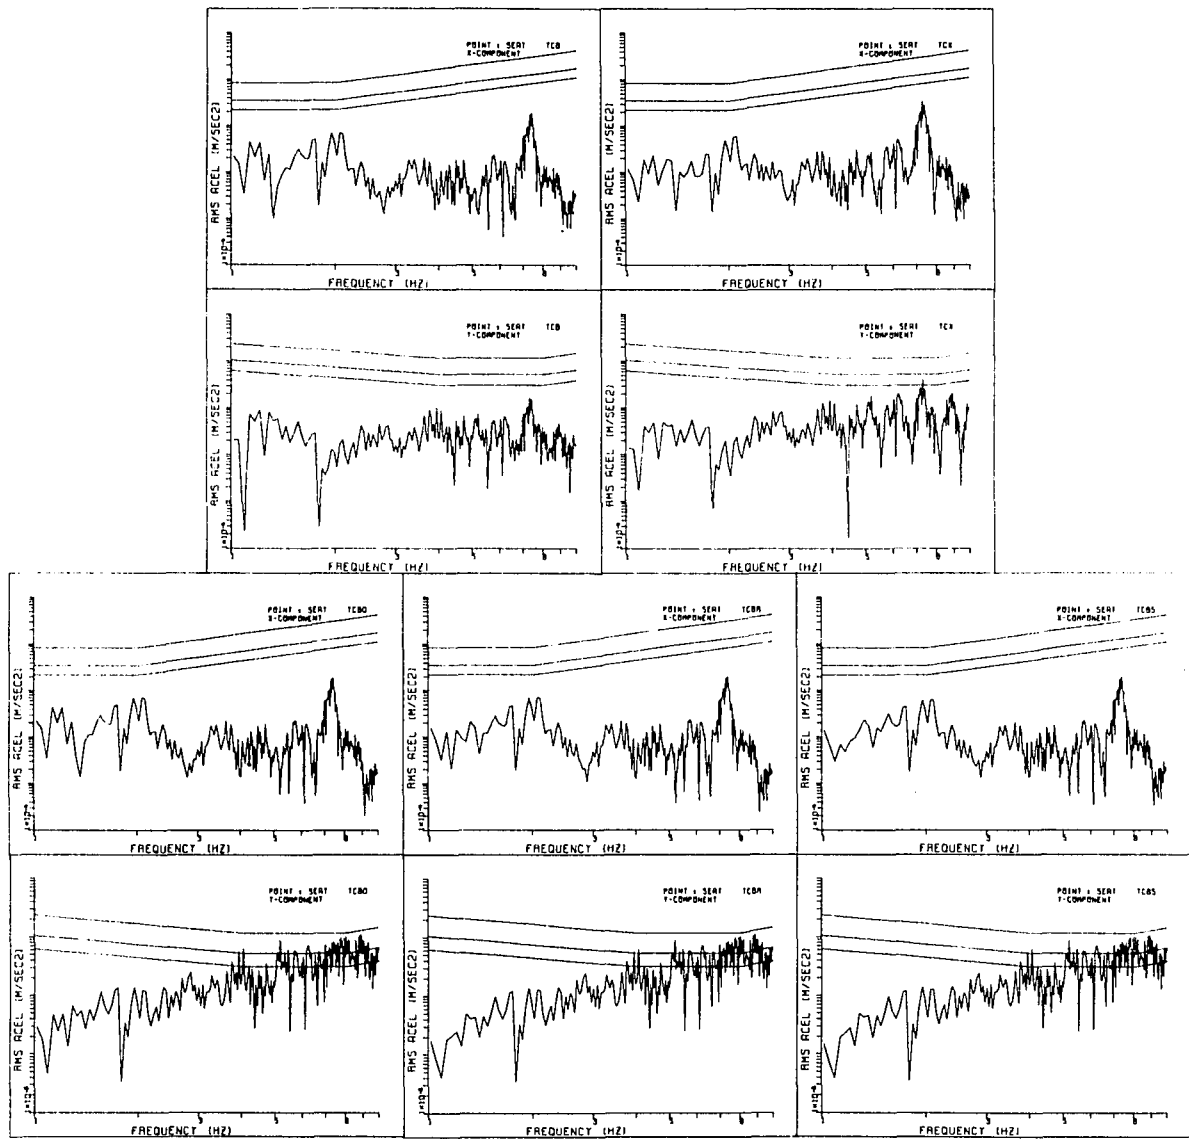 POINT : SEAT TCB
X-COMPONENT
RMS ACEL (M/SEC2)
FREQUENCY (HZ)
POINT : SEAT TCX
X-COMPONENT
RMS ACEL (M/SEC2)
FREQUENCY (HZ)
POINT : SEAT TCB
Y-COMPONENT
RMS ACEL (M/SEC2)
FREQUENCY (HZ)
POINT : SEAT TCX
Y-COMPONENT
RMS ACEL (M/SEC2)
FREQUENCY (HZ)
POINT : SEAT TCBO
X-COMPONENT
RMS ACEL (M/SEC2)
FREQUENCY (HZ)
POINT : SEAT TCBR
X-COMPONENT
RMS ACEL (M/SEC2)
FREQUENCY (HZ)
POINT : SEAT TCBS
X-COMPONENT
RMS ACEL (M/SEC2)
FREQUENCY (HZ)
POINT : SEAT TCBO
Y-COMPONENT
RMS ACEL (M/SEC2)
FREQUENCY (HZ)
POINT : SEAT TCBR
Y-COMPONENT
RMS ACEL (M/SEC2)
FREQUENCY (HZ)
POINT : SEAT TCBS
Y-COMPONENT
RMS ACEL (M/SEC2)
FREQUENCY (HZ)